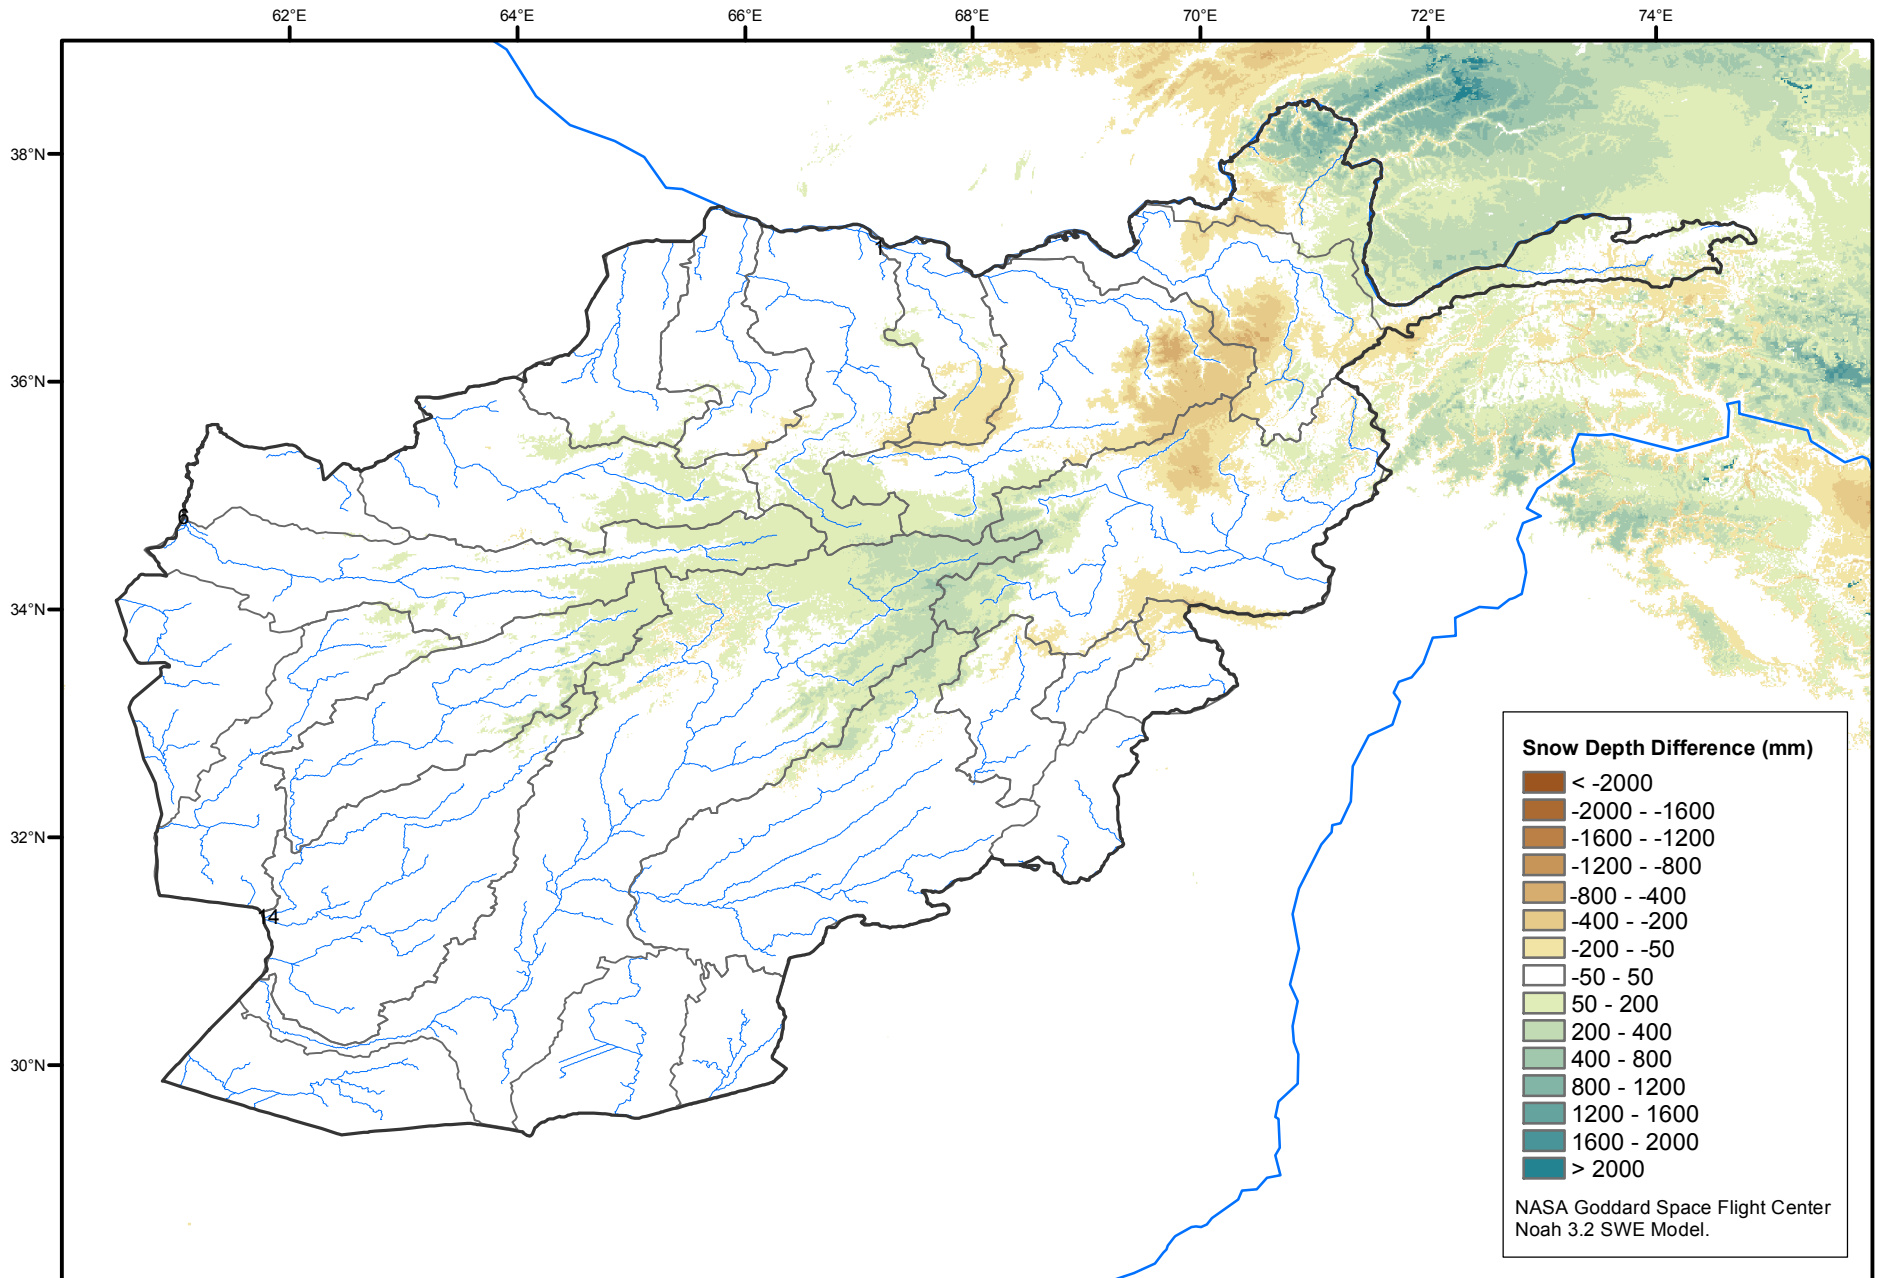 62°E 64°E 66°E 68°E 70°E 72°E 74°E
38°N
36°N
34°N
32°N
30°N
1
6
14
Snow Depth Difference (mm)
< -2000
-2000 - -1600
-1600 - -1200
-1200 - -800
-800 - -400
-400 - -200
-200 - -50
-50 - 50
50 - 200
200 - 400
400 - 800
800 - 1200
1200 - 1600
1600 - 2000
> 2000
NASA Goddard Space Flight Center
Noah 3.2 SWE Model.